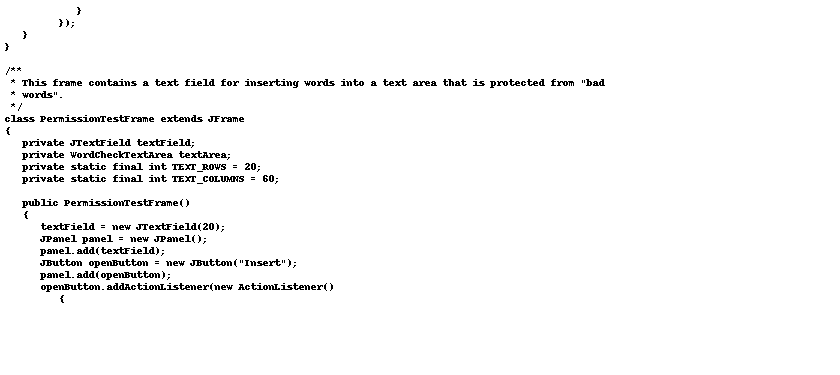 }
});
}
}
/**
* This frame contains a text field for inserting words into a text area that is protected from "bad
* words".
*/
class PermissionTestFrame extends JFrame
{
private JTextField textField;
private WordCheckTextArea textArea;
private static final int TEXT_ROWS = 20;
private static final int TEXT_COLUMNS = 60;
public PermissionTestFrame()
{
textField = new JTextField(20);
JPanel panel = new JPanel();
panel.add(textField);
JButton openButton = new JButton("Insert");
panel.add(openButton);
openButton.addActionListener(new ActionListener()
{